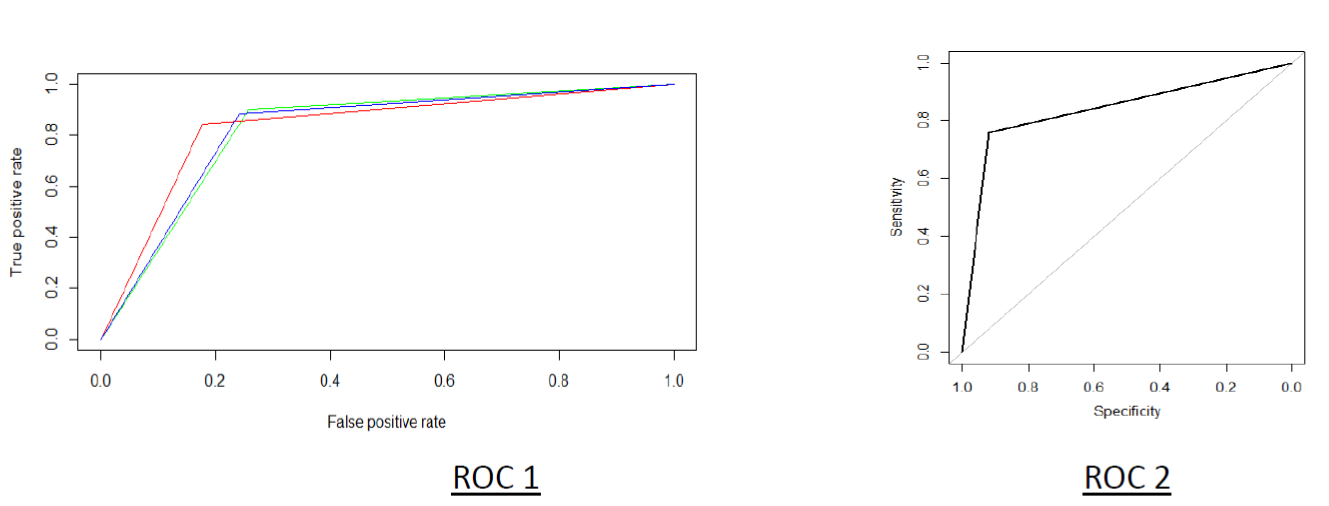 1.0
0.8
0.6
0.4
0.2
0.0
True positive rate
0.0 0.2 0.4 0.6 0.8 1.0
False positive rate
ROC 1
1.0
0.8
0.6
0.4
0.2
0.0
Sensitivity
1.0 0.8 0.6 0.4 0.2 0.0
Specificity
ROC 2